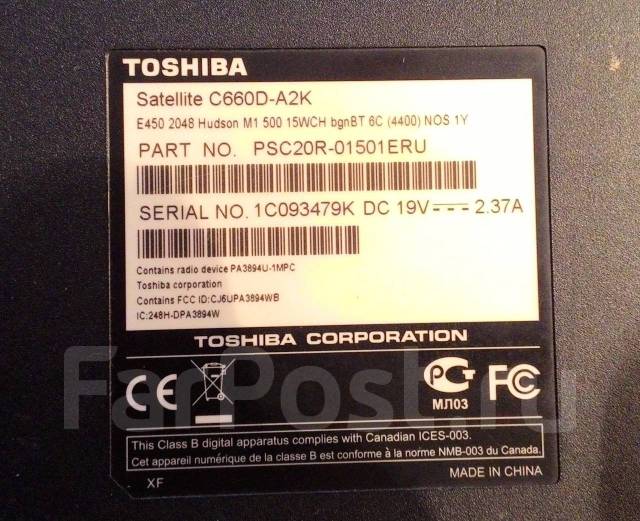 TOSHIBA
Satellite C660D-A2K
E450 2048 Hudson M1 500 15WCH bgnBT 6C (4400) NOS 1Y
PART NO. PSC20R-01501ERU
SERIAL NO. 1C093479K DC 19V 2.37A
Contains radio device PA3894U-1MPC
Toshiba corporation
Contains FCC ID:CJ6UPA3894WB
IC:248H-DPA3894W
TOSHIBA CORPORATION
FarPost.ru
CE РСТ FC
МЛ03
This Class B digital apparatus complies with Canadian ICES-003.
Cet appareil numérique de la classe B est conforme à la norme NMB-003 du Canada.
XF MADE IN CHINA